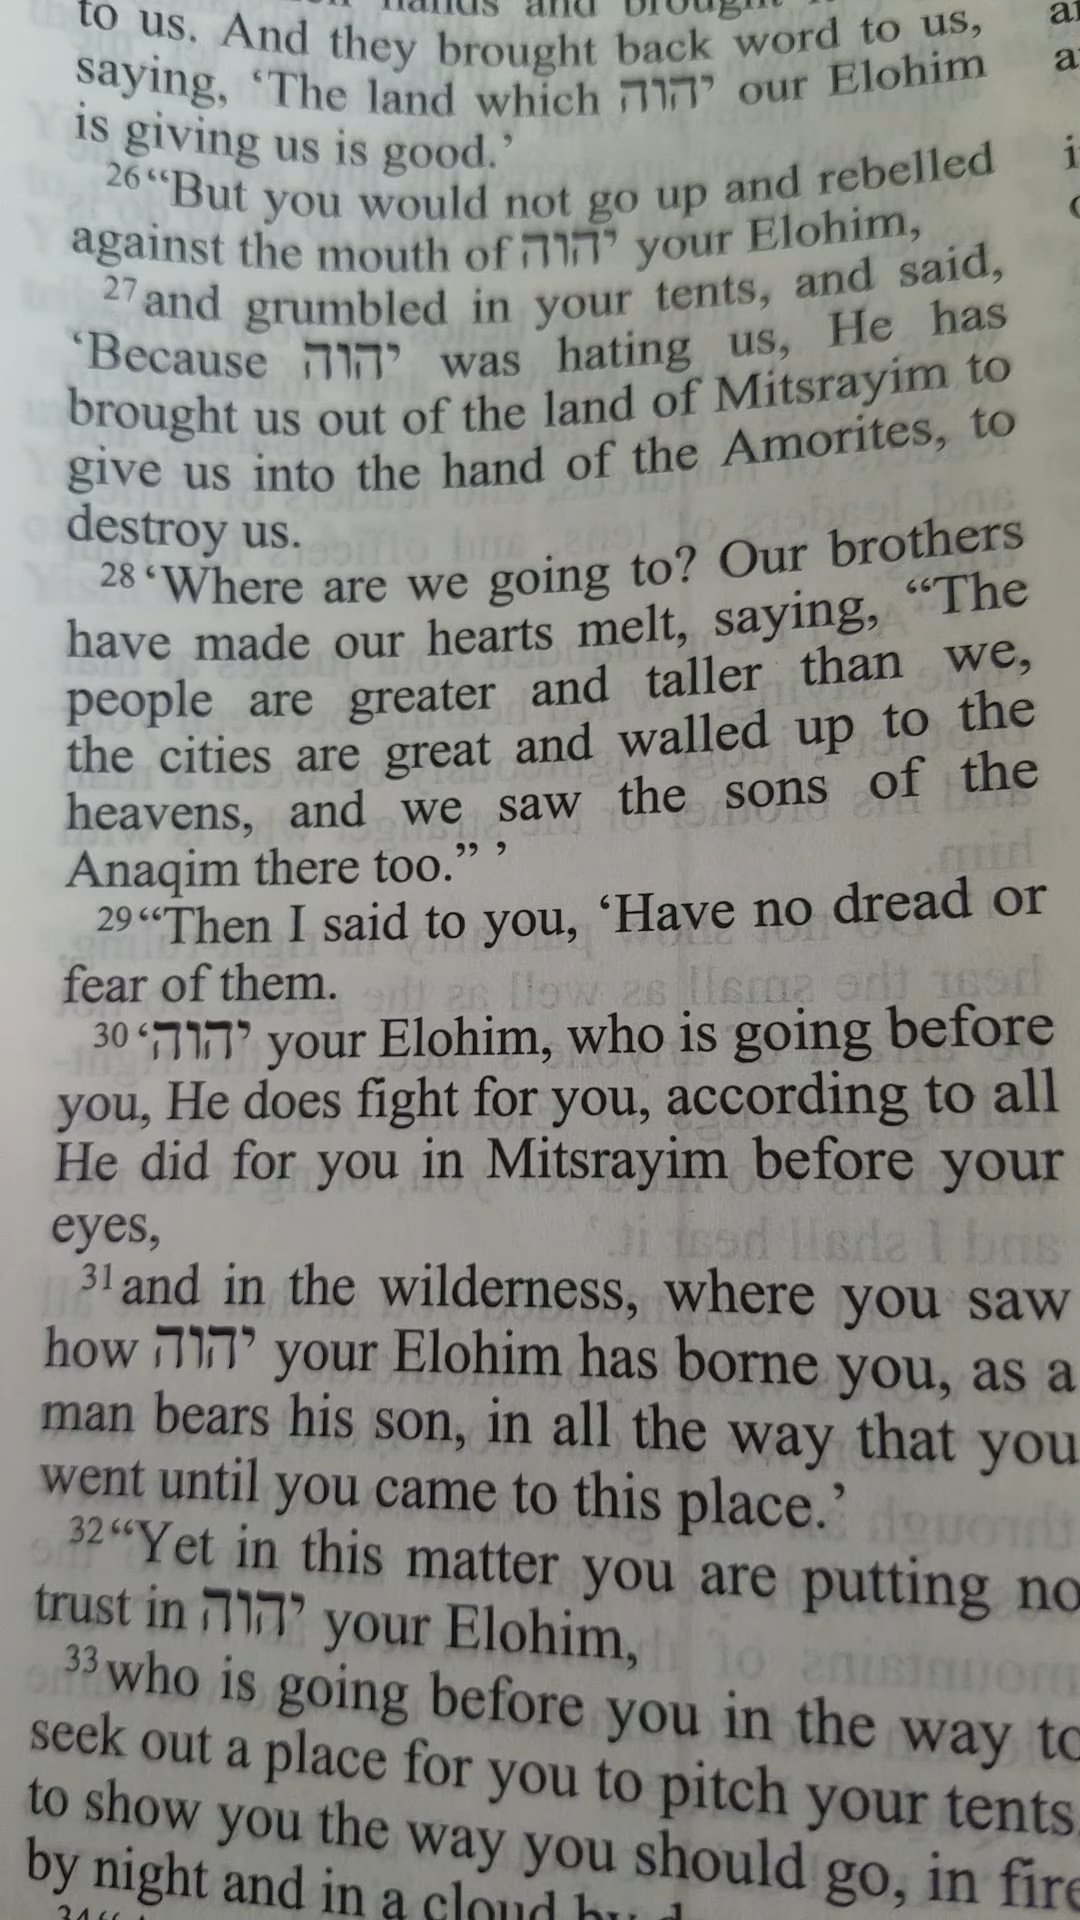 to us. And they brought back word to us,
saying, ‘The land which יהוה our Elohim
is giving us is good.’
26 “But you would not go up and rebelled
against the mouth of יהוה your Elohim,
27 and grumbled in your tents, and said,
‘Because יהוה was hating us, He has
brought us out of the land of Mitsrayim to
give us into the hand of the Amorites, to
destroy us.
28 ‘Where are we going to? Our brothers
have made our hearts melt, saying, “The
people are greater and taller than we,
the cities are great and walled up to the
heavens, and we saw the sons of the
Anaqim there too.” ’
29 “Then I said to you, ‘Have no dread or
fear of them.
30 ‘יהוה your Elohim, who is going before
you, He does fight for you, according to all
He did for you in Mitsrayim before your
eyes,
31 and in the wilderness, where you saw
how יהוה your Elohim has borne you, as a
man bears his son, in all the way that you
went until you came to this place.’
32 “Yet in this matter you are putting no
trust in יהוה your Elohim,
33 who is going before you in the way to
seek out a place for you to pitch your tents,
to show you the way you should go, in fire
by night and in a cloud